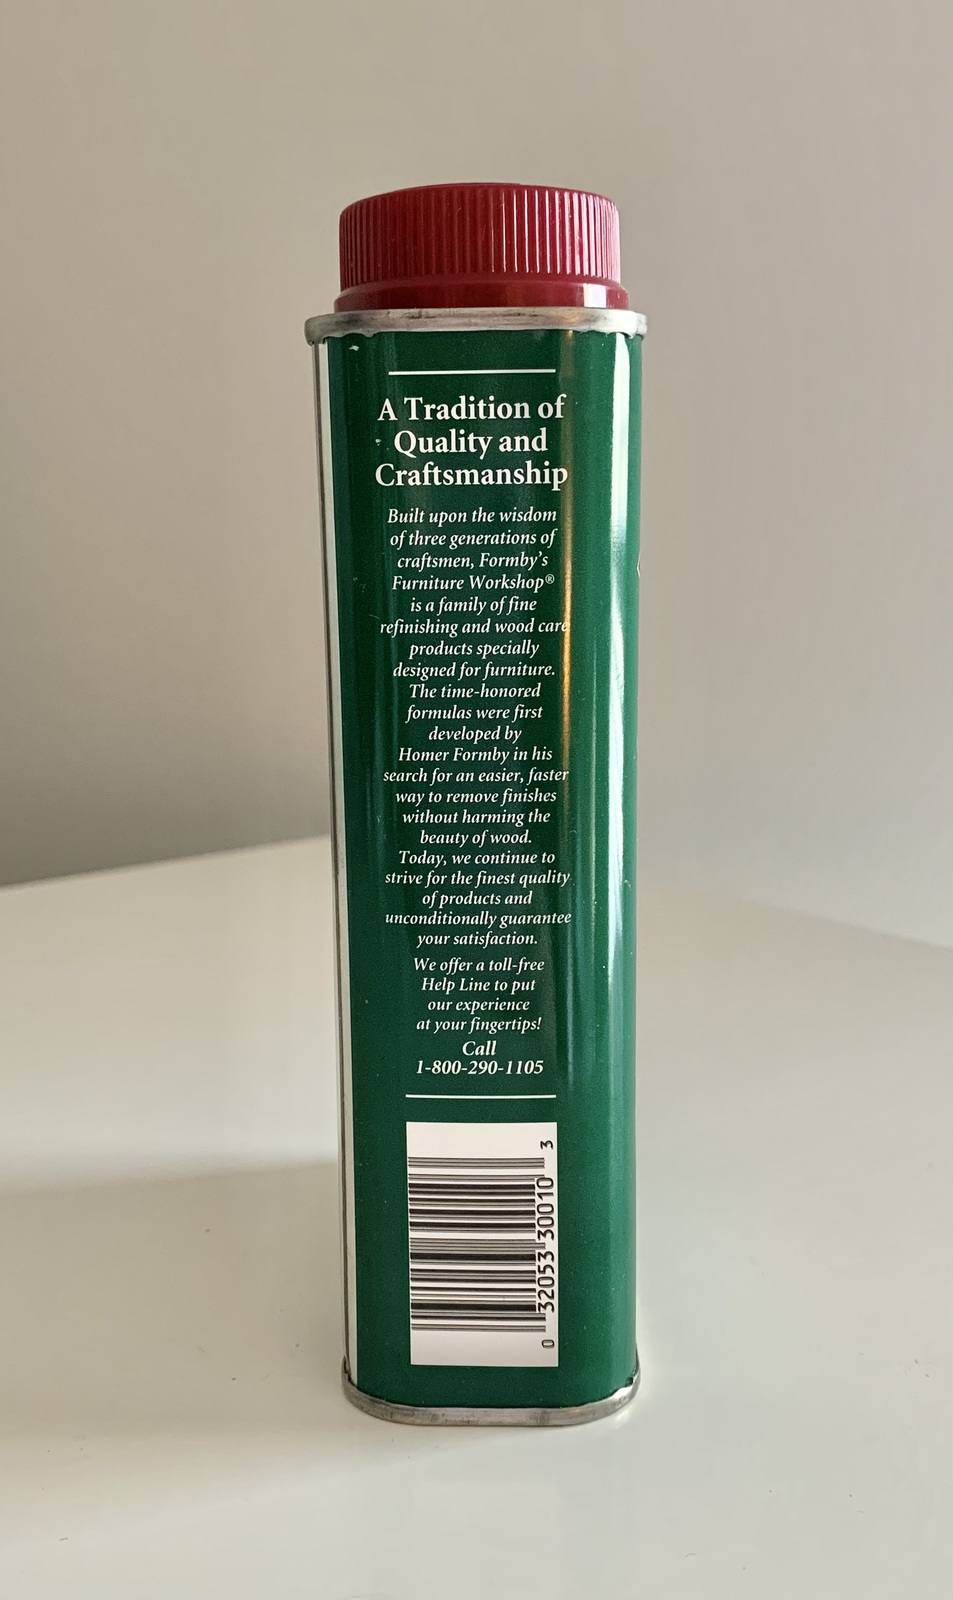 A Tradition of
Quality and
Craftsmanship
Built upon the wisdom
of three generations of
craftsmen, Formby's
Furniture Workshop®
is a family of fine
refinishing and wood care
products specially
designed for furniture.
The time-honored
formulas were first
developed by
Homer Formby in his
search for an easier, faster
way to remove finishes
without harming the
beauty of wood.
Today, we continue to
strive for the finest quality
of products and
unconditionally guarantee
your satisfaction.
We offer a toll-free
Help Line to put
our experience
at your fingertips!
Call
1-800-290-1105
0 32053 30010 3